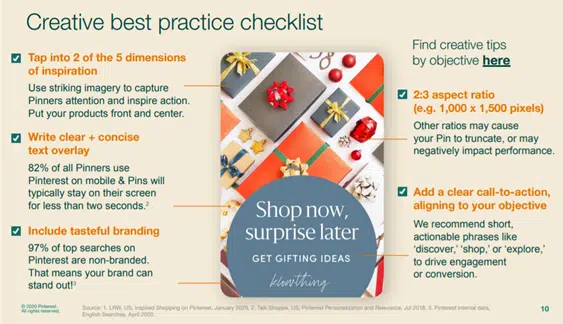 Creative best practice checklist
Tap into 2 of the 5 dimensions
of inspiration
Use striking imagery to capture
Pinners attention and inspire action.
Put your products front and center.
Write clear + concise
text overlay
82% of all Pinners use
Pinterest on mobile & Pins will
typically stay on their screen
for less than two seconds.²
Include tasteful branding
97% of top searches on
Pinterest are non-branded.
That means your brand can
stand out!³
Shop now,
surprise later
GET GIFTING IDEAS
klowthing
Find creative tips
by objective here
2:3 aspect ratio
(e.g. 1,000 x 1,500 pixels)
Other ratios may cause
your Pin to truncate, or may
negatively impact performance.
Add a clear call-to-action,
aligning to your objective
We recommend short,
actionable phrases like
‘discover,’ ‘shop,’ or ‘explore,’
to drive engagement
or conversion.
© 2020 Pinterest.
All rights reserved.
Source: 1. LRW, US, Inspired Shopping on Pinterest, January 2020, 2. Talk Shoppe, US, Pinterest Personalization and Relevance, Jul 2018. 3. Pinterest internal data,
English Searches, April 2020.
10